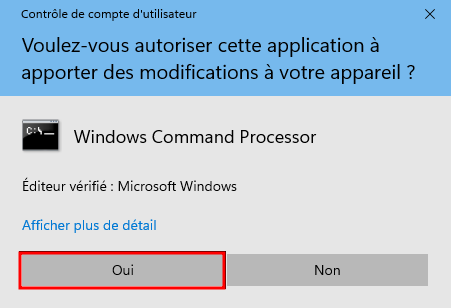 Contrôle de compte d'utilisateur
Voulez-vous autoriser cette application à
apporter des modifications à votre appareil ?
C:\_
Windows Command Processor
Éditeur vérifié : Microsoft Windows
Afficher plus de détail
Oui
Non